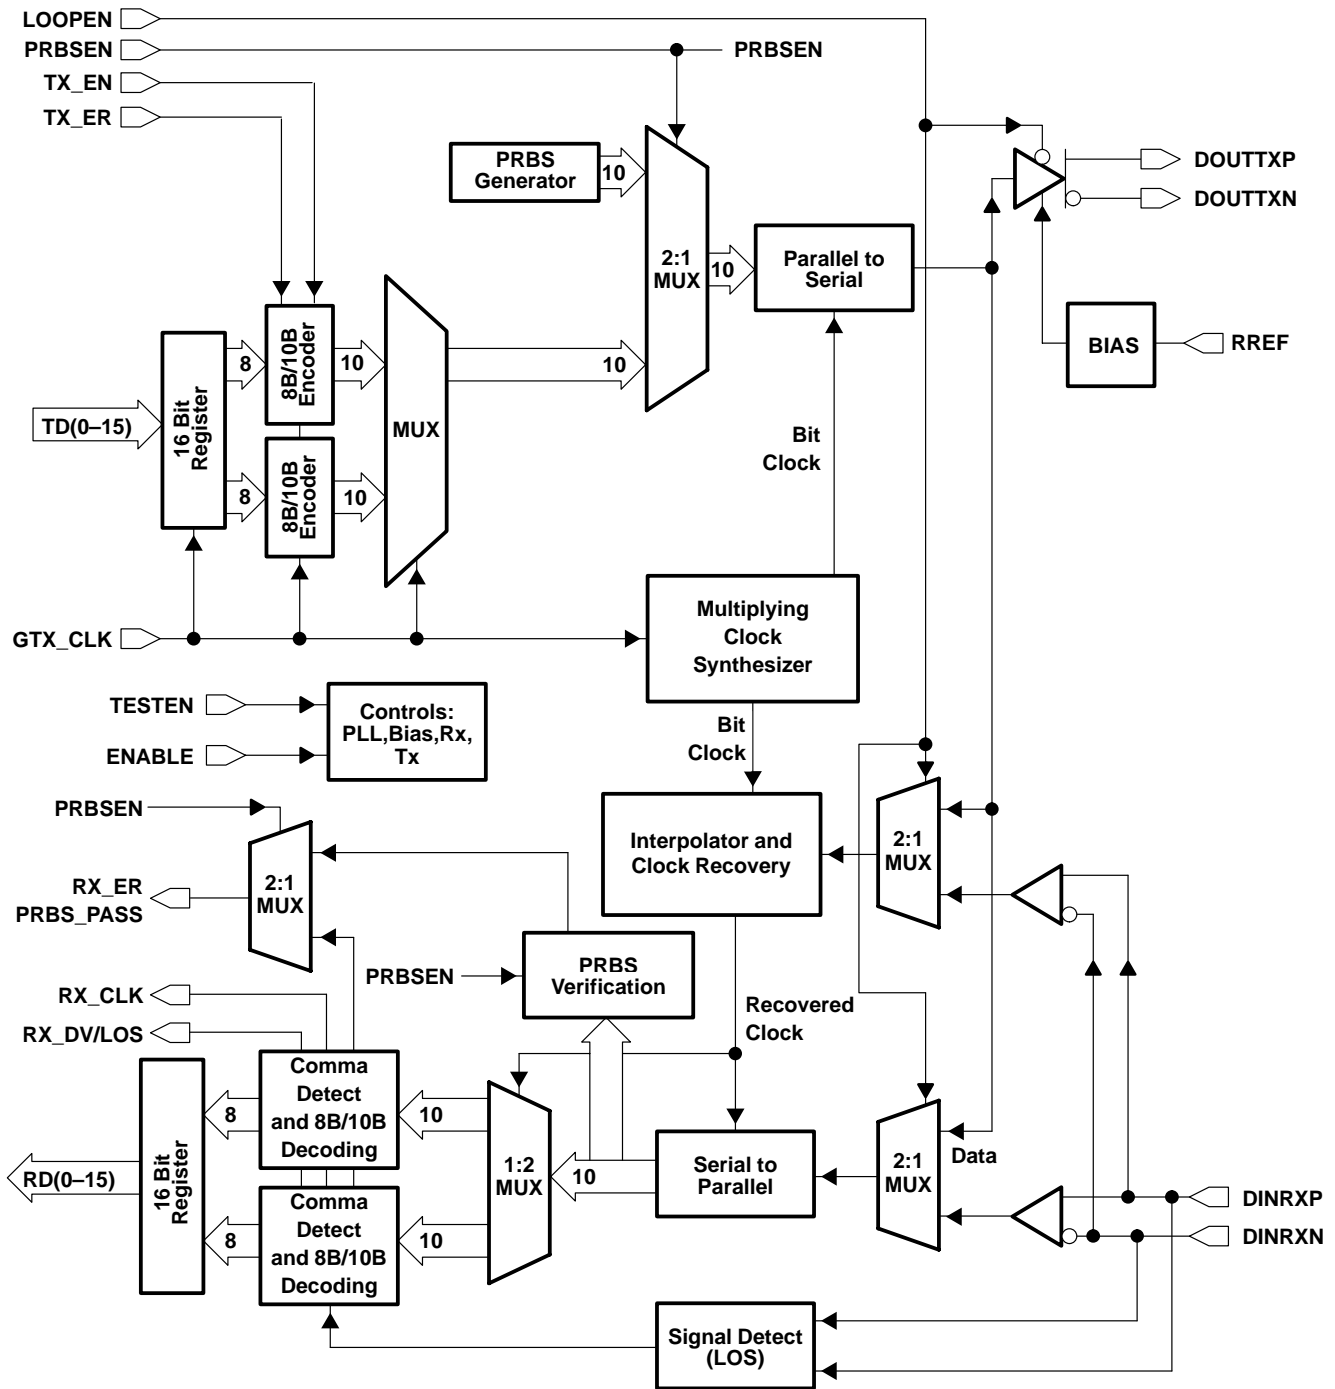 LOOPEN
PRBSEN
PRBSEN
TX_EN
TX_ER
PRBS
Generator
10
DOUTTXP
DOUTTXN
2:1
MUX
10
Parallel to
Serial
BIAS
RREF
TD(0–15)
16 Bit
Register
8
8B/10B
Encoder
10
8
8B/10B
Encoder
10
MUX
10
Bit
Clock
GTX_CLK
Multiplying
Clock
Synthesizer
TESTEN
ENABLE
Controls:
PLL,Bias,Rx,
Tx
Bit
Clock
PRBSEN
2:1
MUX
RX_ER
PRBS_PASS
Interpolator and
Clock Recovery
2:1
MUX
PRBSEN
PRBS
Verification
RX_CLK
RX_DV/LOS
Recovered
Clock
RD(0–15)
16 Bit
Register
8
Comma
Detect
and 8B/10B
Decoding
10
8
Comma
Detect
and 8B/10B
Decoding
10
1:2
MUX
10
Serial to
Parallel
2:1
MUX
Data
DINRXP
DINRXN
Signal Detect
(LOS)